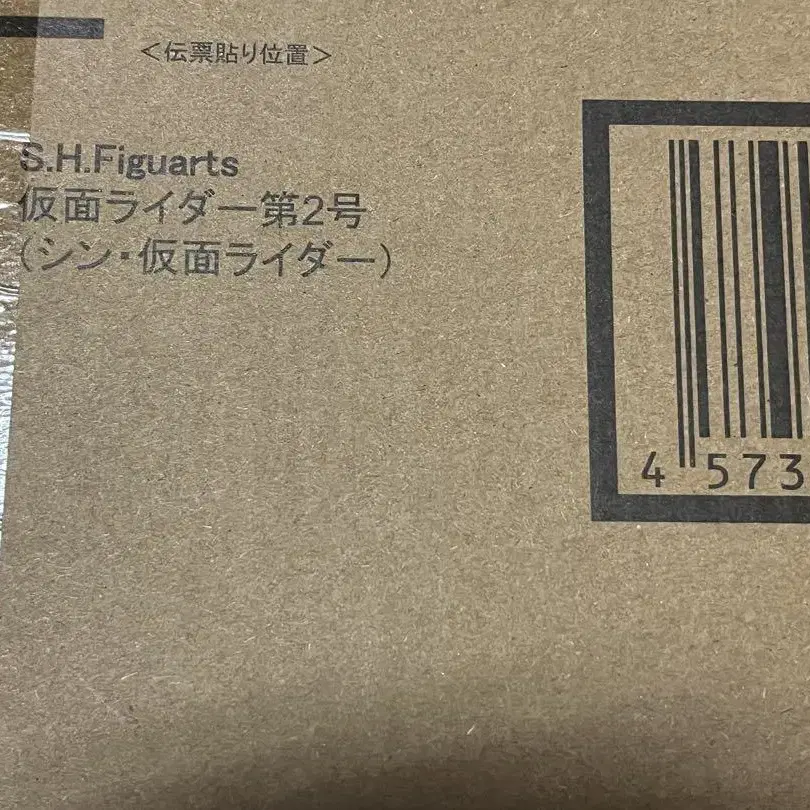 <伝票貼り位置>
S.H.Figuarts
仮面ライダー第2号
(シン・仮面ライダー)
4 573